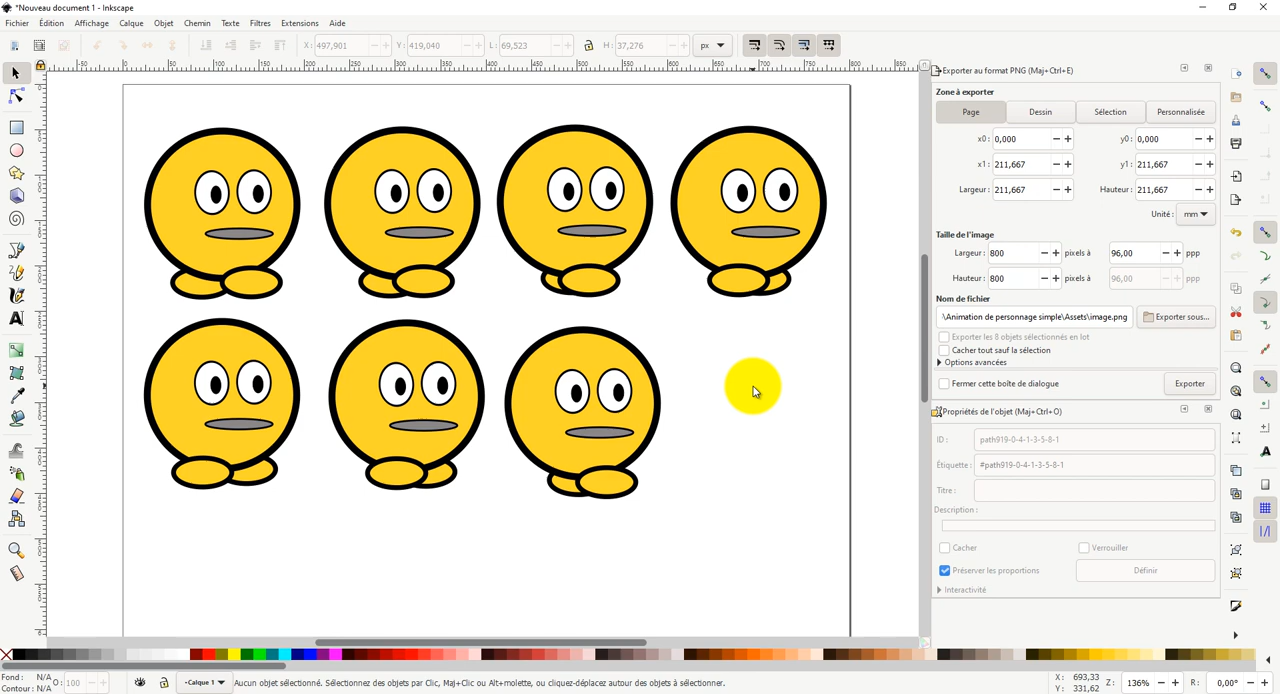 *Nouveau document 1 - Inkscape
Fichier Édition Affichage Calque Objet Chemin Texte Filtres Extensions Aide
X: 497,901 Y: 419,040 L: 69,523 H: 37,276 px
Exporter au format PNG (Maj+Ctrl+E)
Zone à exporter
Page Dessin Sélection Personnalisée
x0: 0,000 y0: 0,000
x1: 211,667 y1: 211,667
Largeur: 211,667 Hauteur: 211,667
Unité: mm
Taille de l'image
Largeur: 800 pixels à 96,00 ppp
Hauteur: 800 pixels à 96,00 ppp
Nom de fichier
\Animation de personnage simple\Assets\image.png Exporter sous...
Exporter les 8 objets sélectionnés en lot
Cacher tout sauf la sélection
Options avancées
Fermer cette boîte de dialogue Exporter
Propriétés de l'objet (Maj+Ctrl+O)
ID: path919-0-4-1-3-5-8-1
Étiquette: #path919-0-4-1-3-5-8-1
Titre:
Description:
Cacher Verrouiller
Préserver les proportions Définir
Interactivité
Fond: N/A O: 100 -Calque 1 Aucun objet sélectionné. Sélectionnez des objets par Clic, Maj+Clic ou Alt+molette, ou cliquez-déplacez autour des objets à sélectionner. X: 693,33 Z: 136% R: 0,00°
Contour: N/A Y: 331,62